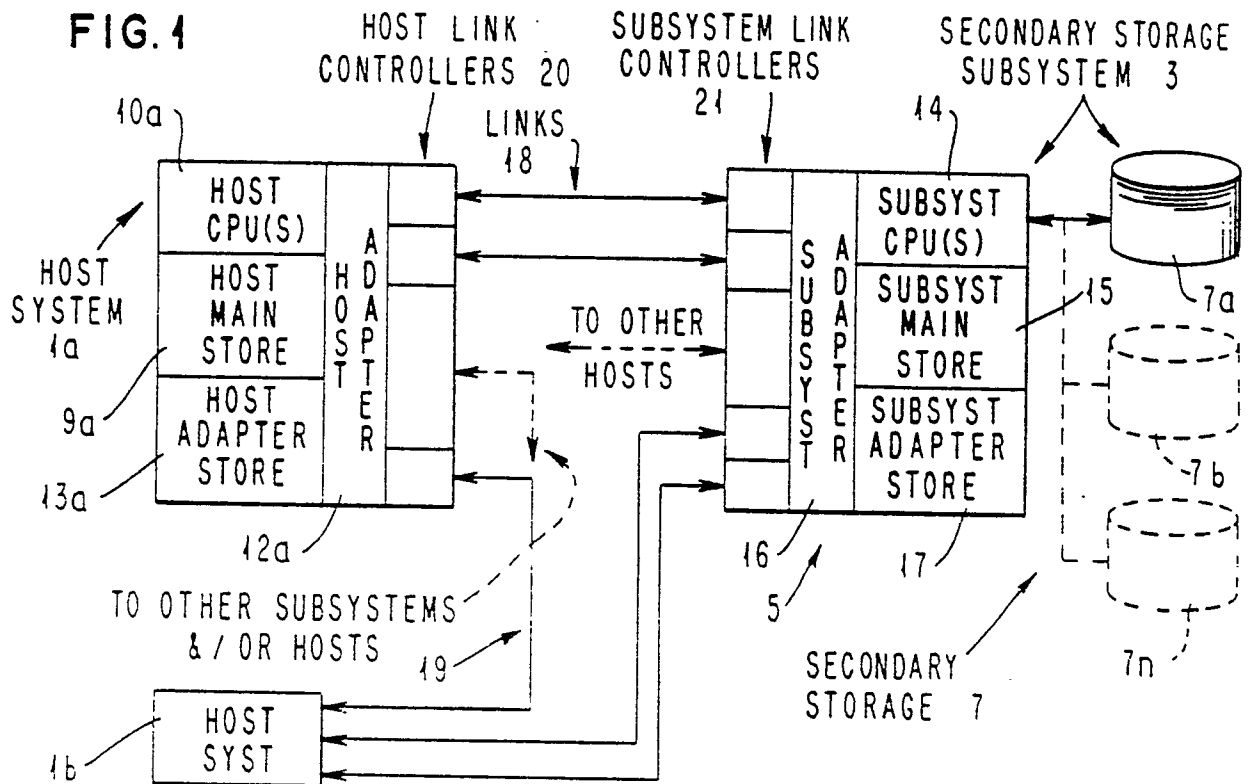 FIG. 1
HOST LINK
CONTROLLERS 20
SUBSYSTEM LINK
CONTROLLERS
21
SECONDARY STORAGE
SUBSYSTEM 3
10a
LINKS
18
14
HOST
CPU(S)
HOST
MAIN
STORE
HOST
ADAPTER
STORE
HOST
ADAPTER
HOST
SYSTEM
1a
9a
13a
12a
TO OTHER
HOSTS
SUBSYST
ADAPTER
SUBSYST
CPU(S)
SUBSYST
MAIN
STORE
SUBSYST
ADAPTER
STORE
15
7a
7b
7n
16
17
5
TO OTHER SUBSYSTEMS
& / OR HOSTS
19
SECONDARY
STORAGE 7
HOST
SYST
1b